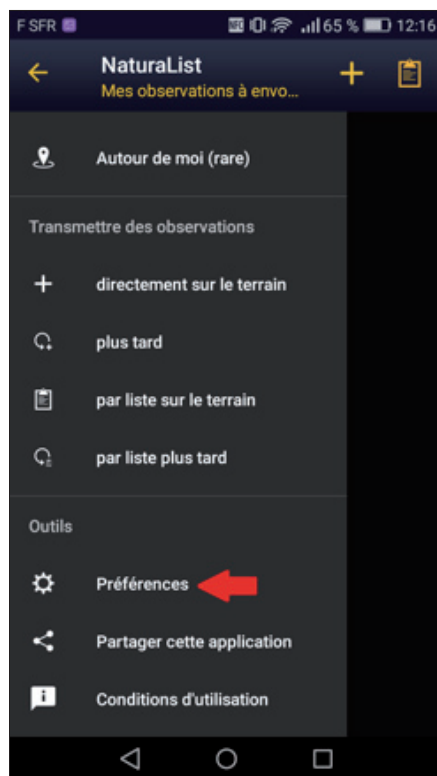 F SFR 65 % 12:16
NaturaList
Mes observations à envo...
Autour de moi (rare)
Transmettre des observations
directement sur le terrain
plus tard
par liste sur le terrain
par liste plus tard
Outils
Préférences
Partager cette application
Conditions d'utilisation